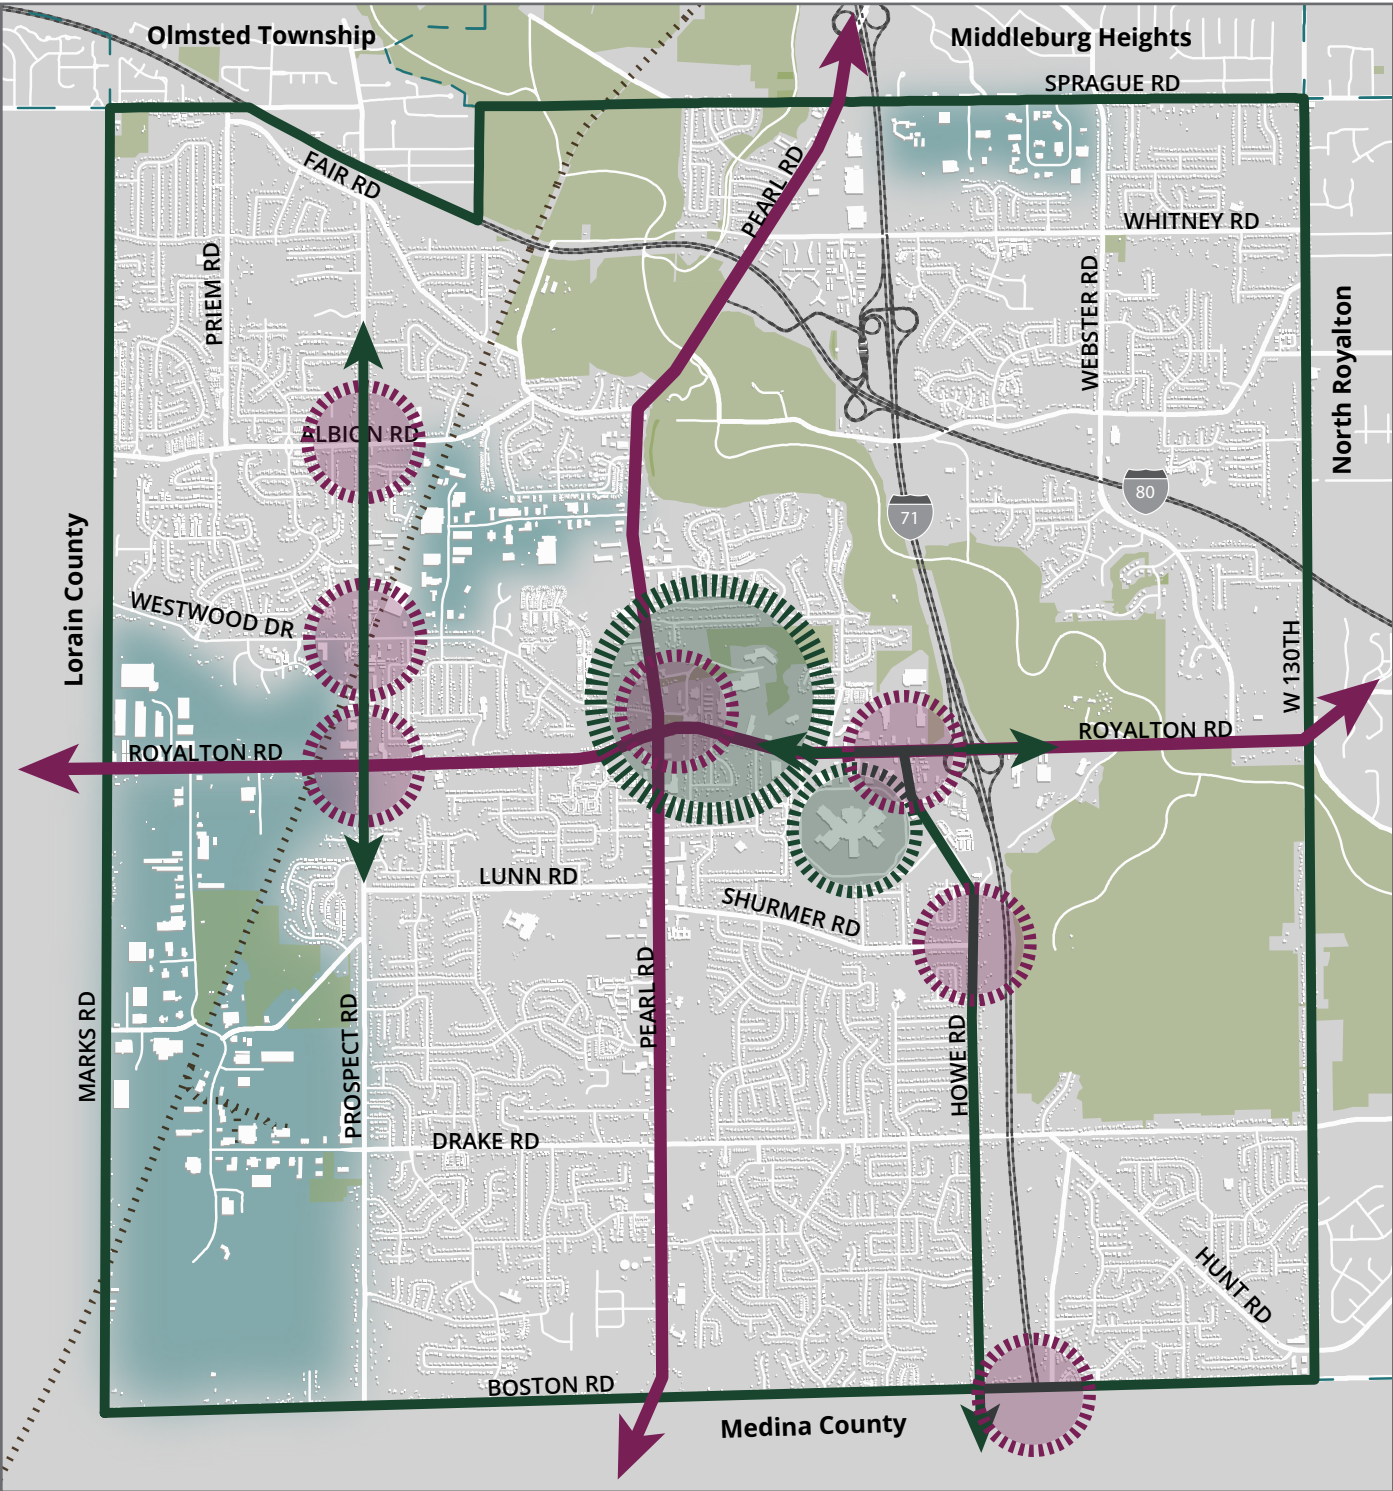 Olmsted Township
Middleburg Heights
SPRAGUE RD
FAIR RD
PEARL RD
WHITNEY RD
PRIEM RD
WEBSTER RD
North Royalton
ALBION RD
80
71
Lorain County
WESTWOOD DR
W 130TH
ROYALTON RD
ROYALTON RD
LUNN RD
SHURMER RD
PEARL RD
MARKS RD
PROSPECT RD
HOWE RD
DRAKE RD
HUNT RD
BOSTON RD
Medina County